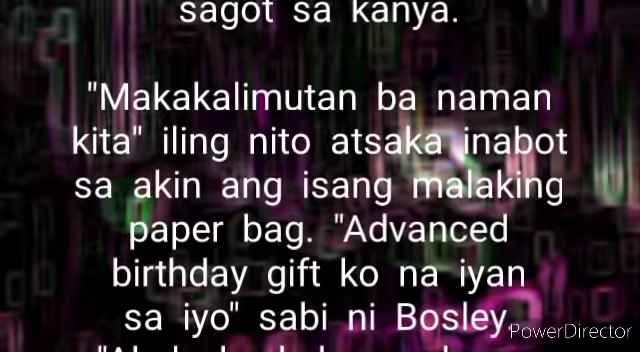 sagot sa kanya.
"Makakalimutan ba naman
kita" iling nito atsaka inabot
sa akin ang isang malaking
paper bag. "Advanced
birthday gift ko na iyan
sa iyo" sabi ni Bosley.
PowerDirector